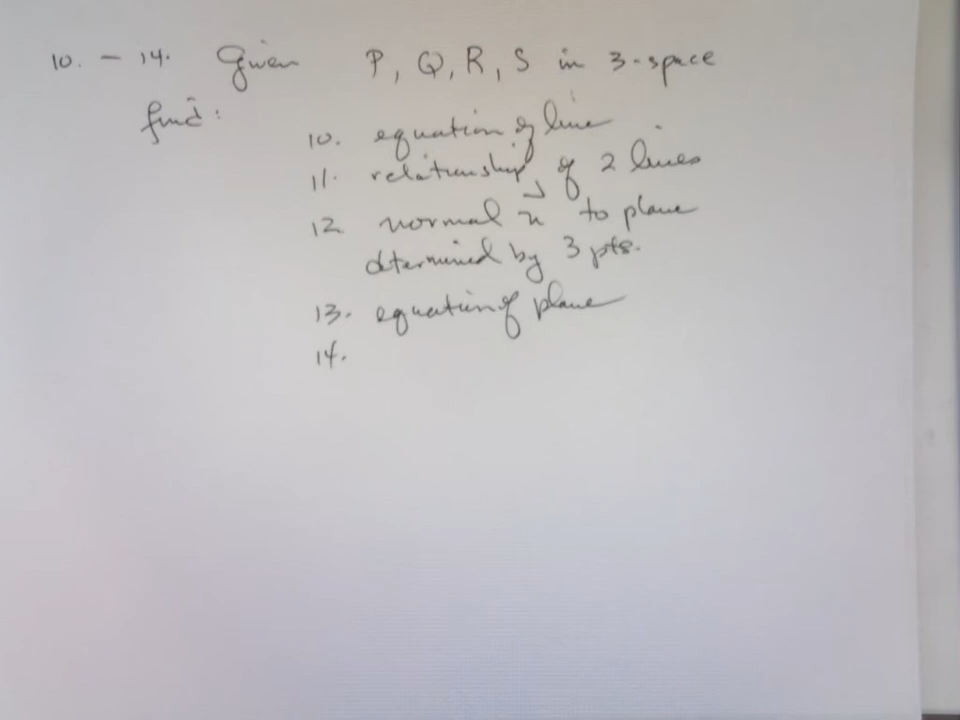 10. – 14. Given P, Q, R, S in 3-space
find:
10. equation of line
11. relationship of 2 lines
12 normal n⃗ to plane
determined by 3 pts.
13. equation of plane
14.